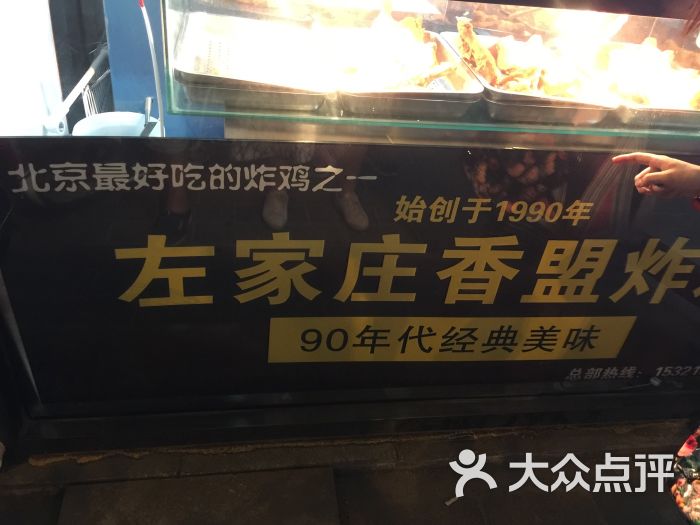 北京最好吃的炸鸡之一
始创于1990年
左家庄香盟炸
90年代经典美味
总部热线：15321
大众点评